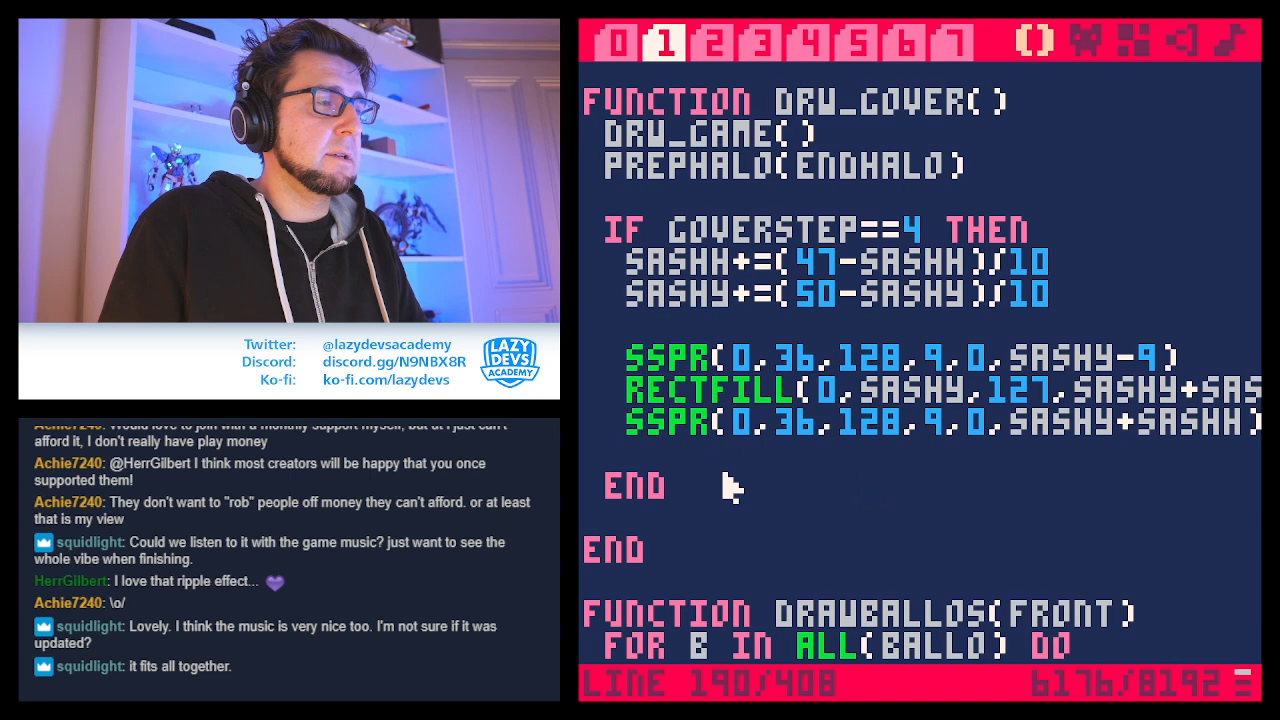 Twitter: @lazydevsacademy
Discord: discord.gg/N9NBX8R
Ko-fi: ko-fi.com/lazydevs
LAZY
DEVS
ACADEMY
Achie7240: Would love to join with a monthly support myself, but at I just can't
afford it, I don't really have play money
Achie7240: @HerrGilbert I think most creators will be happy that you once
supported them!
Achie7240: They don't want to "rob" people off money they can't afford. or at least
that is my view
squidlight: Could we listen to it with the game music? just want to see the
whole vibe when finishing.
HerrGilbert: I love that ripple effect...
Achie7240: \o/
squidlight: Lovely. I think the music is very nice too. I'm not sure if it was
updated?
squidlight: it fits all together.
0 1 2 3 4 5 6 7 ()
FUNCTION DRW_GOVER()
DRW_GAME()
PREPHALO(ENDHALO)
IF GOVERSTEP==4 THEN
SASHH+=(47-SASHH)/10
SASHY+=(50-SASHY)/10
SSPR(0,36,128,9,0,SASHY-9)
RECTFILL(0,SASHY,127,SASHY+SAS
SSPR(0,36,128,9,0,SASHY+SASHH)
END
END
FUNCTION DRAWBALLOS(FRONT)
FOR B IN ALL(BALLO) DO
LINE 190/408 6176/8192